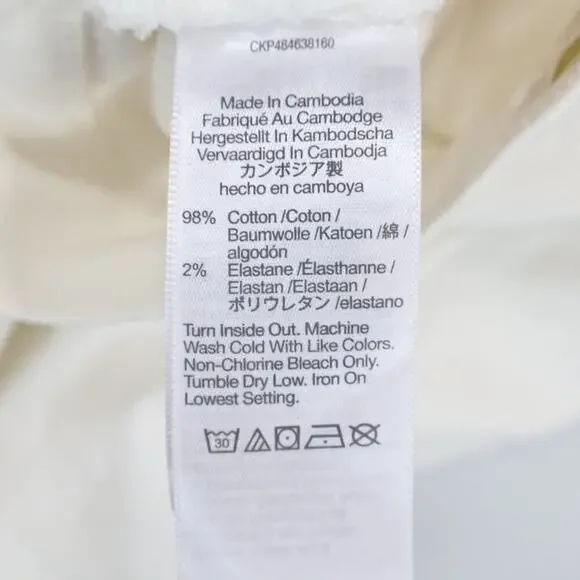 CKP484638160
Made In Cambodia
Fabriqué Au Cambodge
Hergestellt In Kambodscha
Vervaardigd In Cambodja
カンボジア製
hecho en camboya
98% Cotton /Coton /
Baumwolle /Katoen /綿 /
algodón
2% Elastane /Élasthanne /
Elastan /Elastaan /
ポリウレタン /elastano
Turn Inside Out. Machine
Wash Cold With Like Colors.
Non-Chlorine Bleach Only.
Tumble Dry Low. Iron On
Lowest Setting.
30